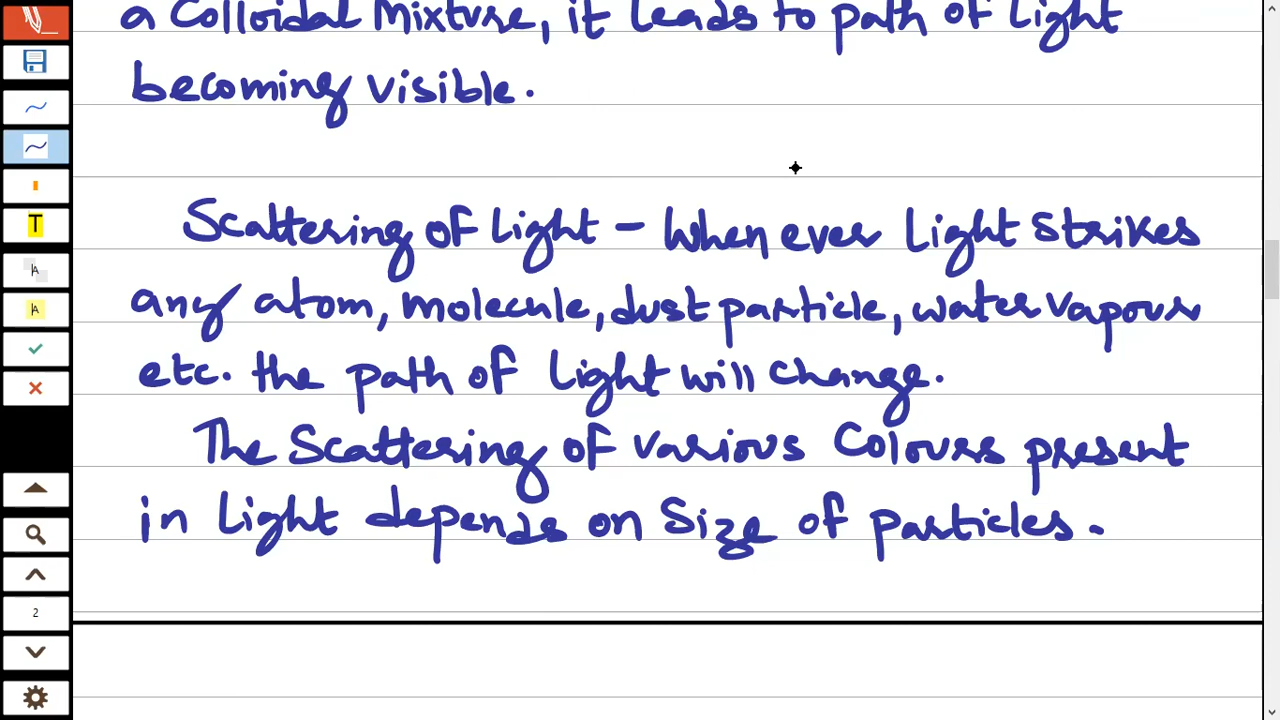 a Colloidal Mixture, it leads to path of light
becoming visible.
Scattering of Light - Whenever Light Strikes
any atom, molecule, dust particle, water vapour
etc. the path of Light will change.
The Scattering of various Colours present
in Light depends on Size of particles.
T
A
A
2